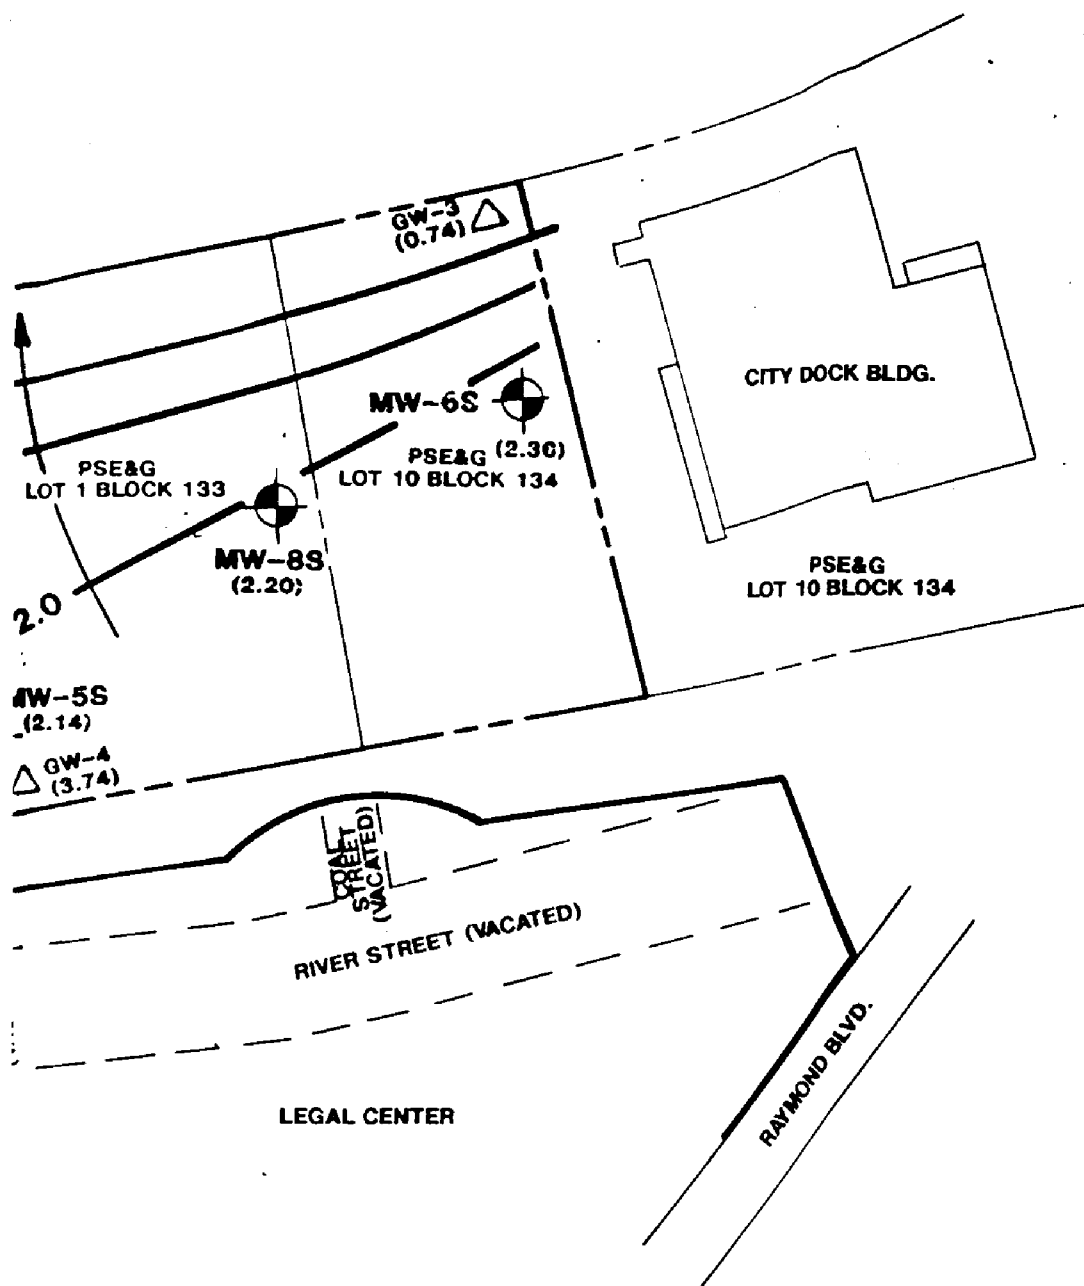 GW-3
(0.74)
CITY DOCK BLDG.
MW-6S
(2.30)
PSE&G
LOT 10 BLOCK 134
PSE&G
LOT 1 BLOCK 133
MW-8S
(2.20)
PSE&G
LOT 10 BLOCK 134
2.0
MW-5S
(2.14)
GW-4
(3.74)
COAL
STREET
(VACATED)
RIVER STREET (VACATED)
RAYMOND BLVD.
LEGAL CENTER